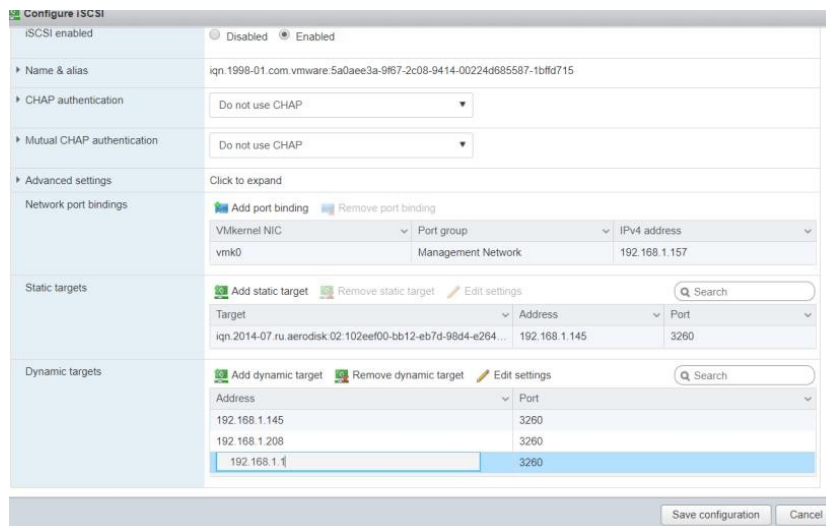 Configure iSCSI
iSCSI enabled Disabled Enabled
Name & alias iqn.1998-01.com.vmware:5a0aee3a-9f67-2c08-9414-00224d685587-1bffd715
CHAP authentication Do not use CHAP
Mutual CHAP authentication Do not use CHAP
Advanced settings Click to expand
Network port bindings Add port binding Remove port binding
VMkernel NIC Port group IPv4 address
vmk0 Management Network 192.168.1.157
Static targets Add static target Remove static target Edit settings Search
Target Address Port
iqn.2014-07.ru.aerodisk:02:102eef00-bb12-eb7d-98d4-e264... 192.168.1.145 3260
Dynamic targets Add dynamic target Remove dynamic target Edit settings Search
Address Port
192.168.1.145 3260
192.168.1.208 3260
192.168.1.1 3260
Save configuration Cancel